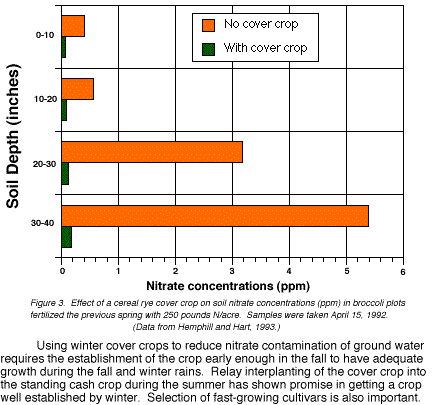 No cover crop
With cover crop
Soil Depth (inches)
0-10
10-20
20-30
30-40
0 1 2 3 4 5 6
Nitrate concentrations (ppm)
Figure 3. Effect of a cereal rye cover crop on soil nitrate concentrations (ppm) in broccoli plots
fertilized the previous spring with 250 pounds N/acre. Samples were taken April 15, 1992.
(Data from Hemphill and Hart, 1993.)
Using winter cover crops to reduce nitrate contamination of ground water
requires the establishment of the crop early enough in the fall to have adequate
growth during the fall and winter rains. Relay interplanting of the cover crop into
the standing cash crop during the summer has shown promise in getting a crop
well established by winter. Selection of fast-growing cultivars is also important.